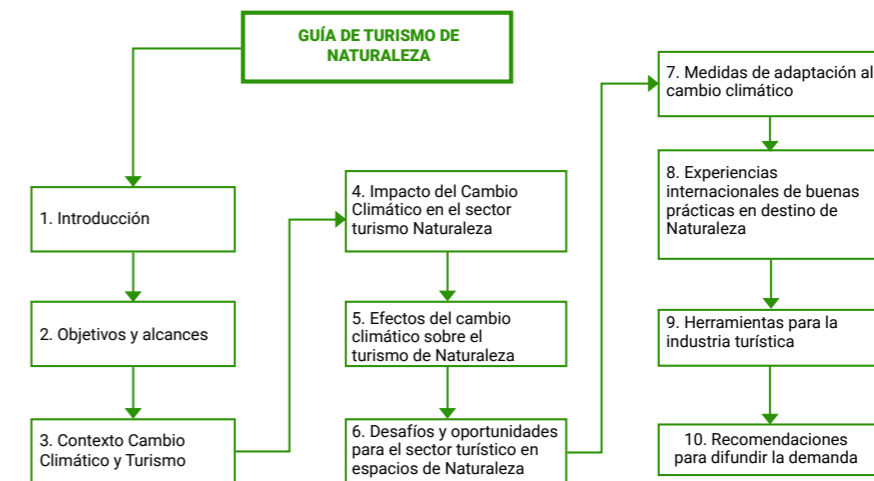 GUÍA DE TURISMO DE
NATURALEZA
1. Introducción
2. Objetivos y alcances
3. Contexto Cambio
Climático y Turismo
4. Impacto del Cambio
Climático en el sector
turismo Naturaleza
5. Efectos del cambio
climático sobre el
turismo de Naturaleza
6. Desafíos y oportunidades
para el sector turístico en
espacios de Naturaleza
7. Medidas de adaptación al
cambio climático
8. Experiencias
internacionales de buenas
prácticas en destino de
Naturaleza
9. Herramientas para la
industria turística
10. Recomendaciones
para difundir la demanda